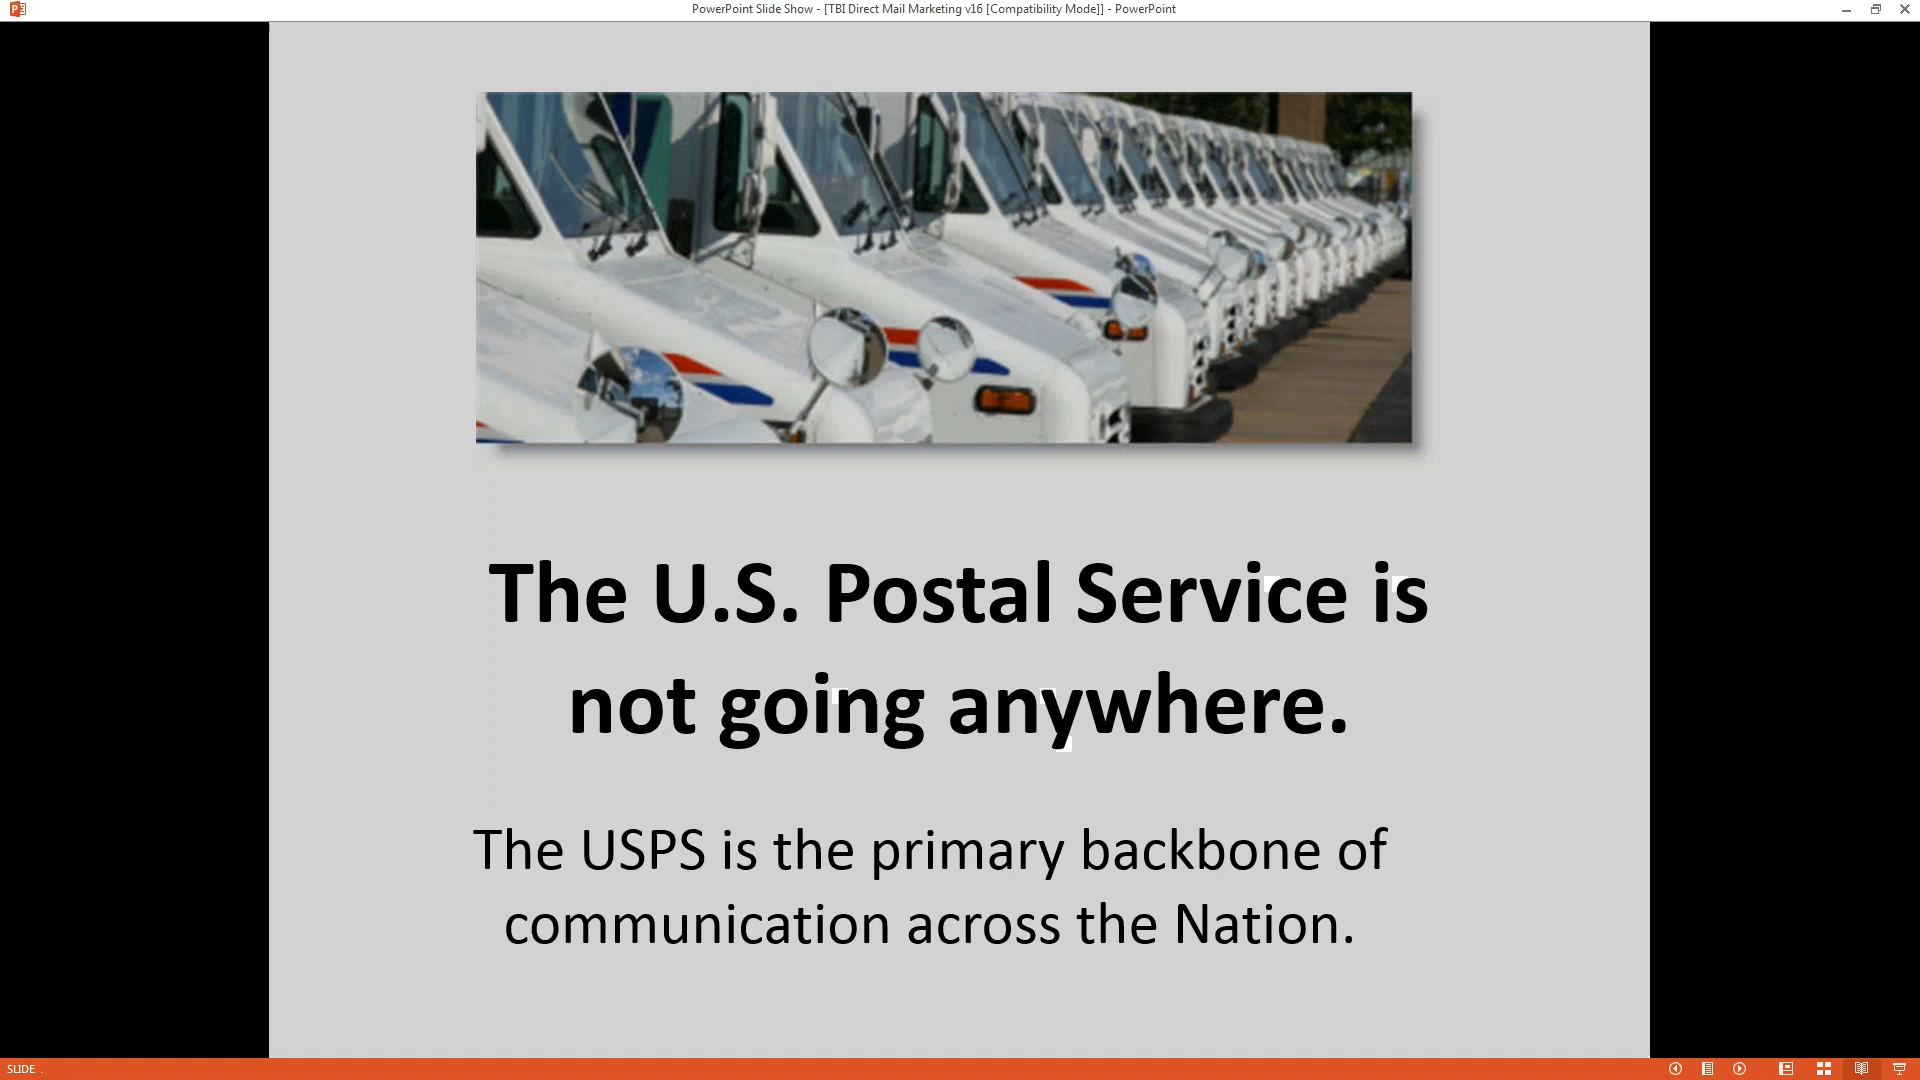 PowerPoint Slide Show - [TBI Direct Mail Marketing v16 [Compatibility Mode]] - PowerPoint
The U.S. Postal Service is
not going anywhere.
The USPS is the primary backbone of
communication across the Nation.
SLIDE .